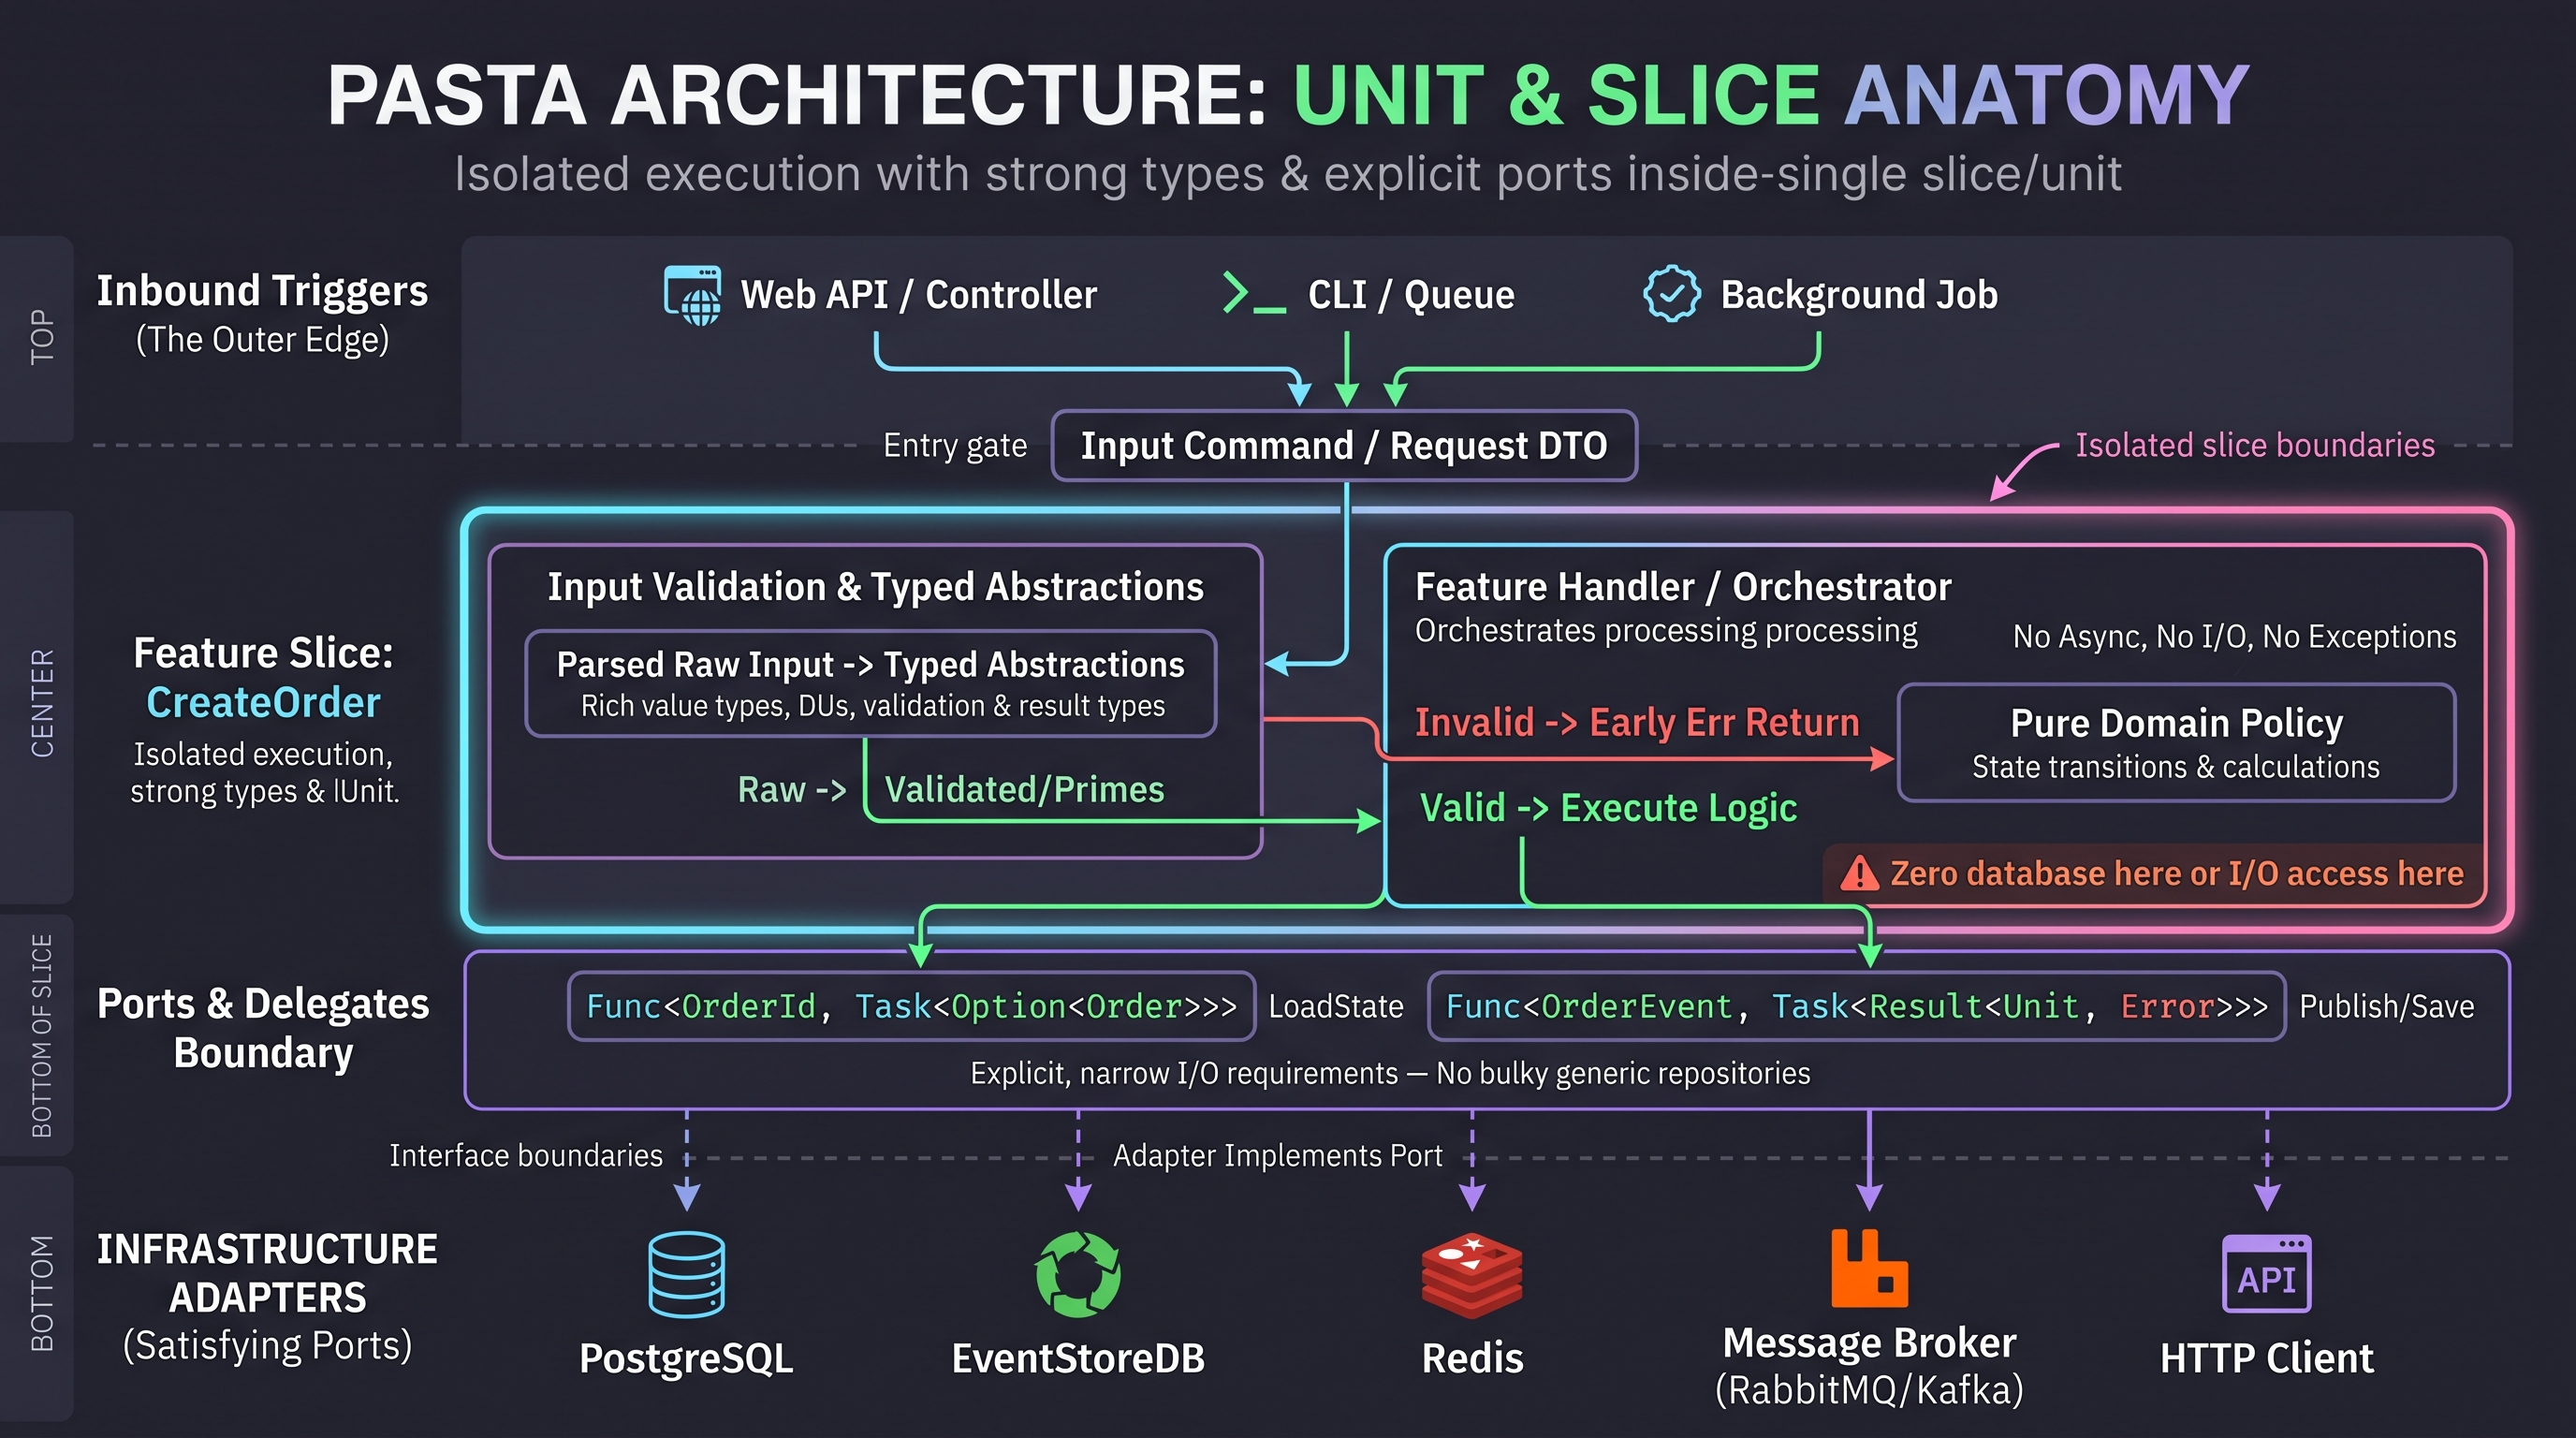 PASTA ARCHITECTURE: UNIT & SLICE ANATOMY
Isolated execution with strong types & explicit ports inside-single slice/unit
TOP
Inbound Triggers
(The Outer Edge)
Web API / Controller
CLI / Queue
Background Job
Entry gate
Input Command / Request DTO
Isolated slice boundaries
CENTER
Feature Slice:
CreateOrder
Isolated execution,
strong types & IUnit.
Input Validation & Typed Abstractions
Parsed Raw Input -> Typed Abstractions
Rich value types, DUs, validation & result types
Raw -> Validated/Primes
Feature Handler / Orchestrator
Orchestrates processing processing
No Async, No I/O, No Exceptions
Invalid -> Early Err Return
Pure Domain Policy
State transitions & calculations
Valid -> Execute Logic
Zero database here or I/O access here
BOTTOM OF SLICE
Ports & Delegates
Boundary
Func<OrderId, Task<Option<Order>>> LoadState
Func<OrderEvent, Task<Result<Unit, Error>>> Publish/Save
Explicit, narrow I/O requirements — No bulky generic repositories
Interface boundaries
Adapter Implements Port
BOTTOM
INFRASTRUCTURE
ADAPTERS
(Satisfying Ports)
PostgreSQL
EventStoreDB
Redis
Message Broker
(RabbitMQ/Kafka)
API
HTTP Client